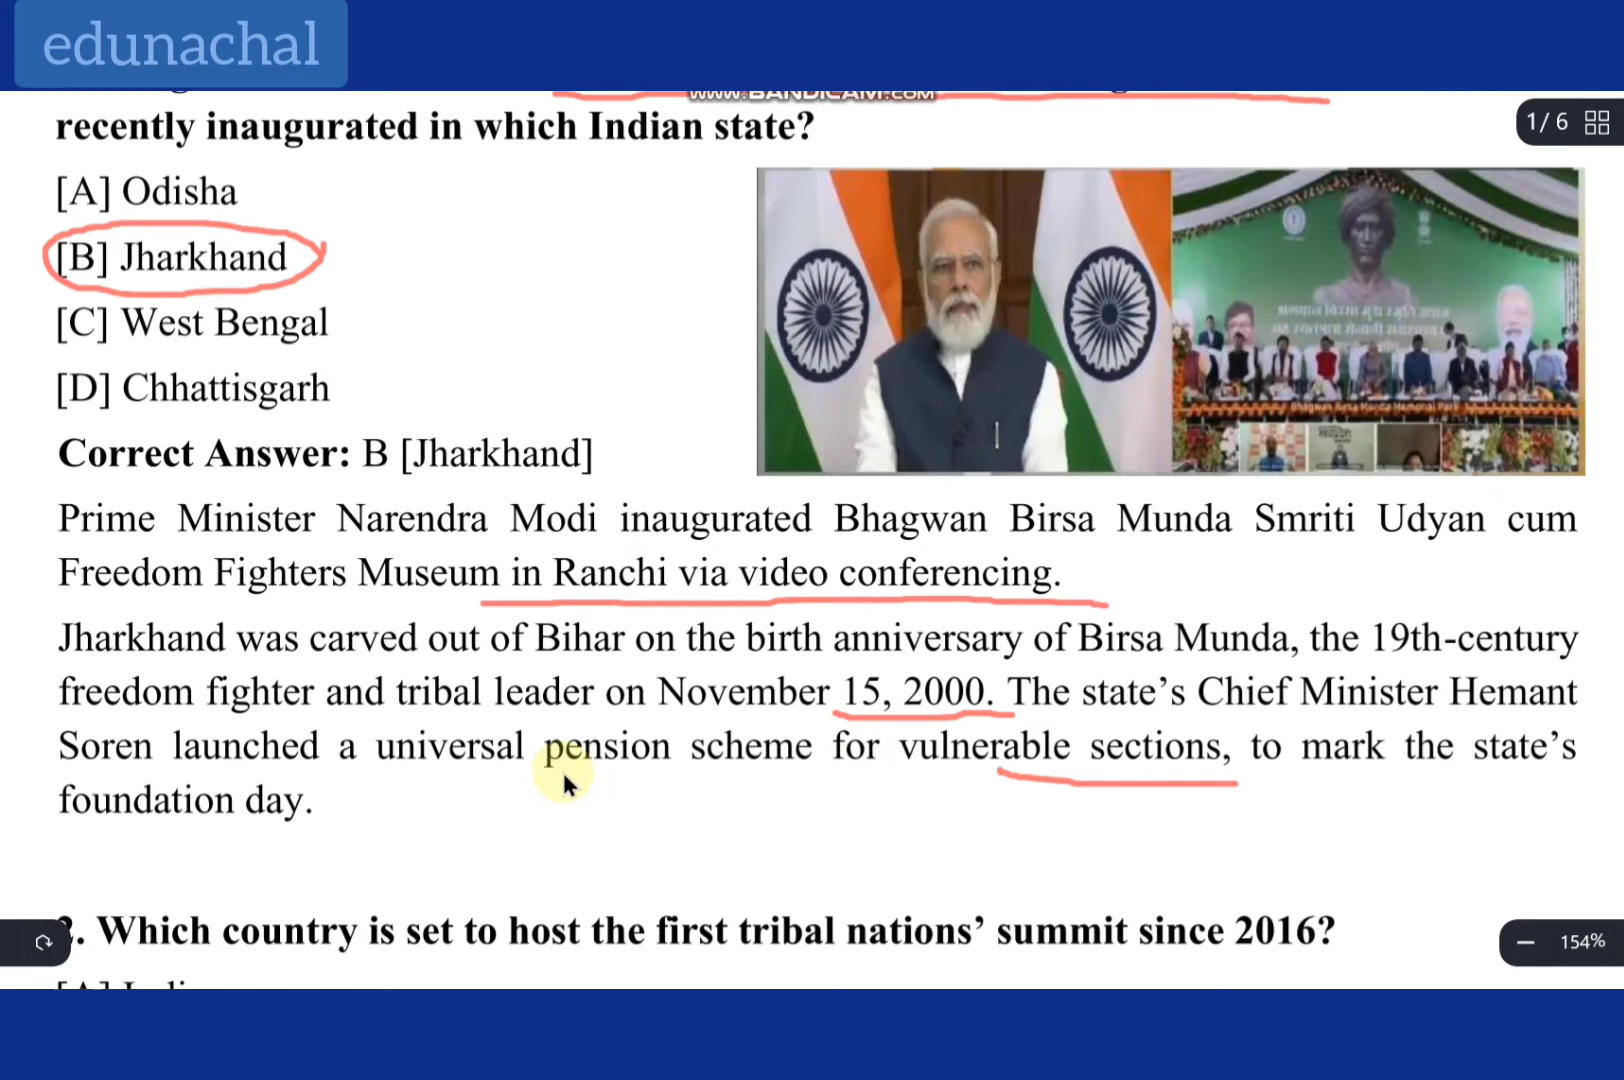 edunachal
www.BANDICAM.COM
recently inaugurated in which Indian state?
1 / 6
[A] Odisha
[B] Jharkhand
[C] West Bengal
[D] Chhattisgarh
Correct Answer: B [Jharkhand]
Prime Minister Narendra Modi inaugurated Bhagwan Birsa Munda Smriti Udyan cum
Freedom Fighters Museum in Ranchi via video conferencing.
Jharkhand was carved out of Bihar on the birth anniversary of Birsa Munda, the 19th-century
freedom fighter and tribal leader on November 15, 2000. The state’s Chief Minister Hemant
Soren launched a universal pension scheme for vulnerable sections, to mark the state’s
foundation day.
2. Which country is set to host the first tribal nations’ summit since 2016?
154%